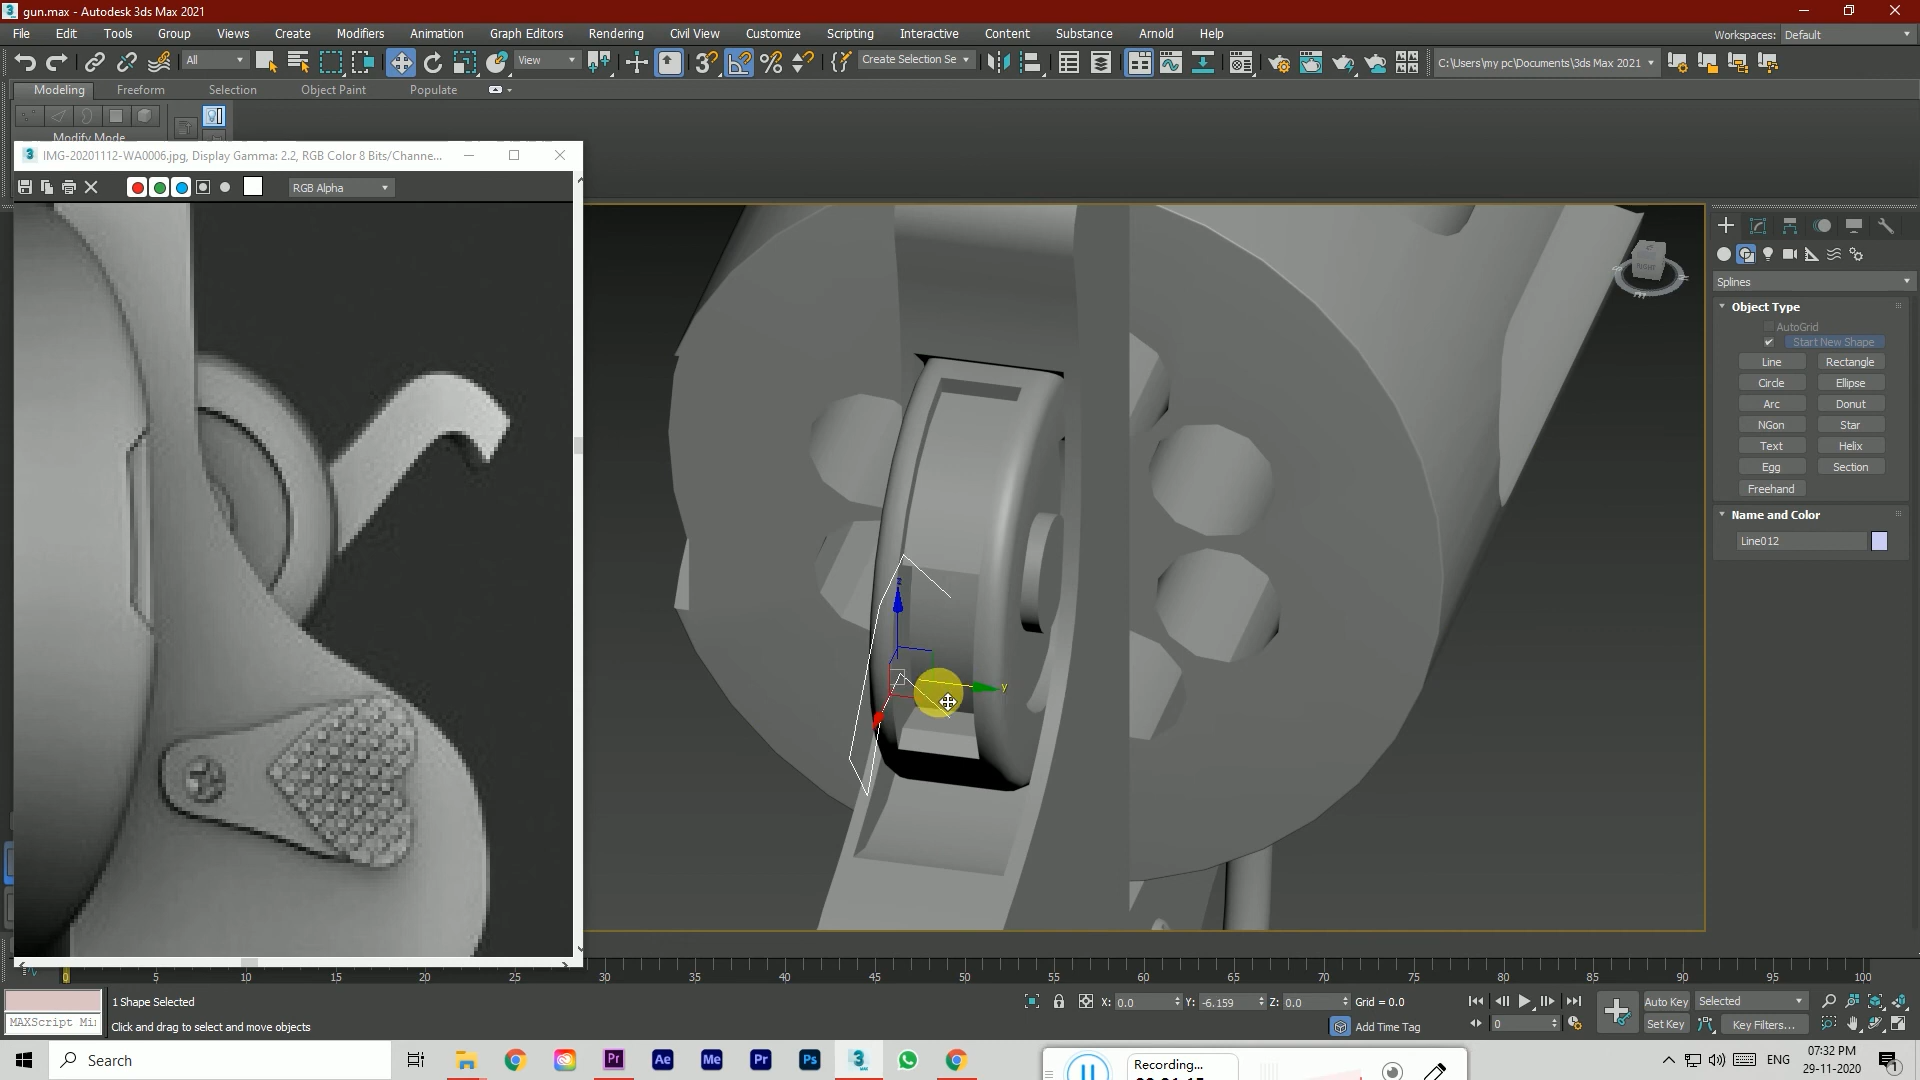 gun.max - Autodesk 3ds Max 2021
File Edit Tools Group Views Create Modifiers Animation Graph Editors Rendering Civil View Customize Scripting Interactive Content Substance Arnold Help
Workspaces: Default
All View Create Selection Se C:\Users\my pc\Documents\3ds Max 2021
Modeling Freeform Selection Object Paint Populate
Modify Mode
IMG-20201112-WA0006.jpg, Display Gamma: 2.2, RGB Color 8 Bits/Channe...
RGB Alpha
Splines
Object Type
AutoGrid
Start New Shape
Line Rectangle
Circle Ellipse
Arc Donut
NGon Star
Text Helix
Egg Section
Freehand
Name and Color
Line012
z
y
0 5 10 15 20 25 30 35 40 45 50 55 60 65 70 75 80 85 90 95 100
1 Shape Selected
X: 0.0 Y: -6.159 Z: 0.0 Grid = 0.0
Auto Key Selected
MAXScript Mi
Click and drag to select and move objects
Add Time Tag
0
Set Key Key Filters...
Search
Recording...
ENG
07:32 PM
29-11-2020